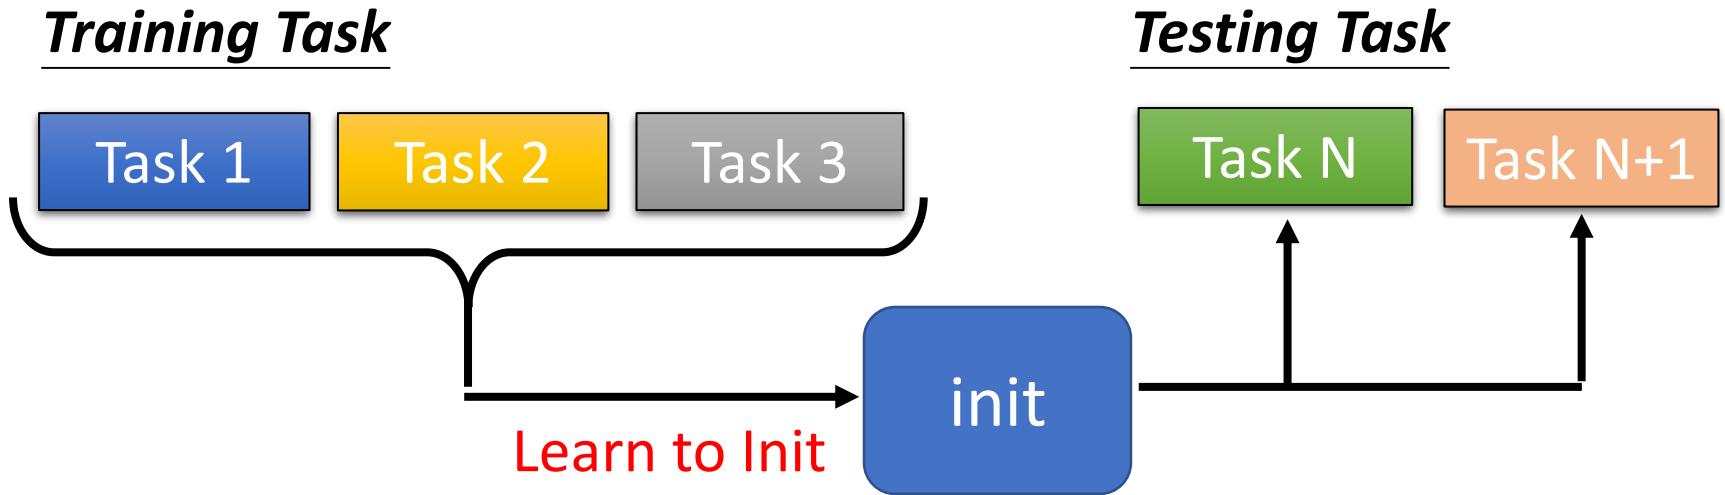 Training Task
Testing Task
Task 1
Task 2
Task 3
Task N
Task N+1
init
Learn to Init